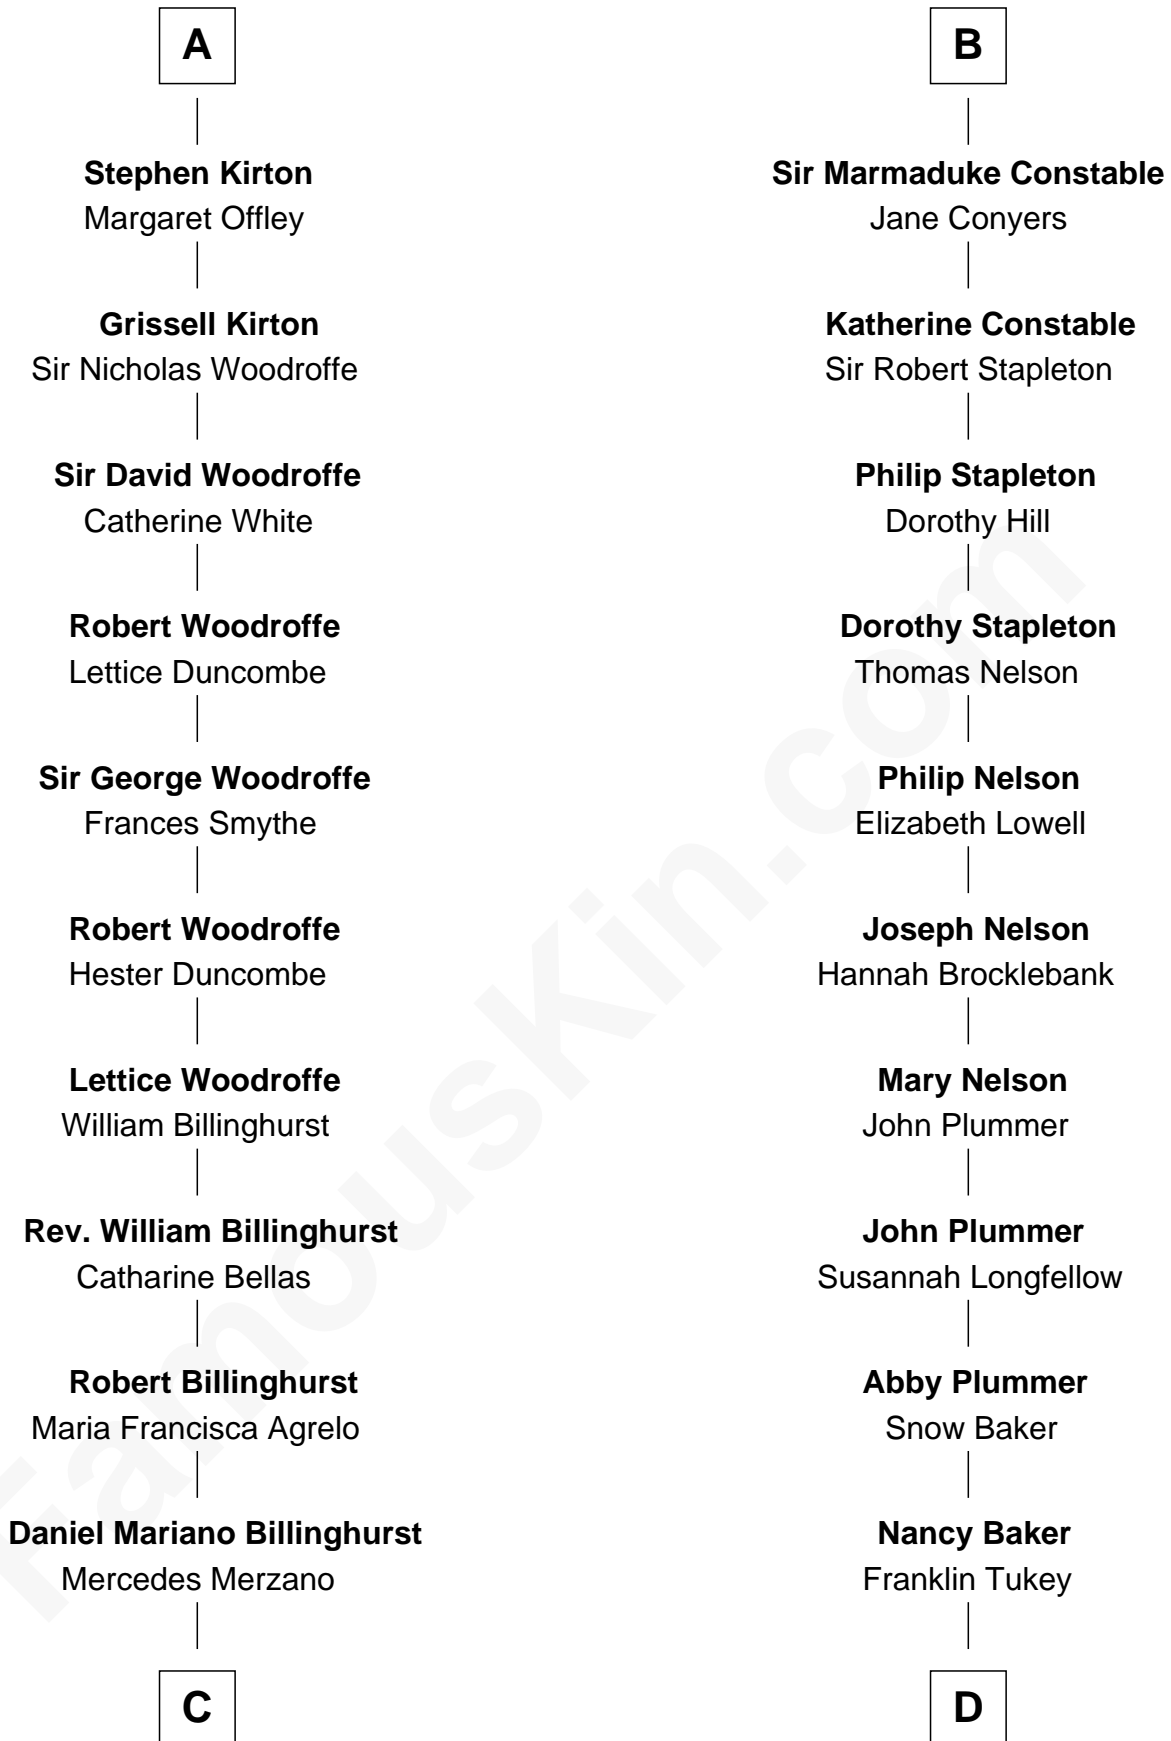 A
Stephen Kirton
Margaret Offley
Grissell Kirton
Sir Nicholas Woodroffe
Sir David Woodroffe
Catherine White
Robert Woodroffe
Lettice Duncombe
Sir George Woodroffe
Frances Smythe
Robert Woodroffe
Hester Duncombe
Lettice Woodroffe
William Billinghurst
Rev. William Billinghurst
Catharine Bellas
Robert Billinghurst
Maria Francisca Agrelo
Daniel Mariano Billinghurst
Mercedes Merzano
C
B
Sir Marmaduke Constable
Jane Conyers
Katherine Constable
Sir Robert Stapleton
Philip Stapleton
Dorothy Hill
Dorothy Stapleton
Thomas Nelson
Philip Nelson
Elizabeth Lowell
Joseph Nelson
Hannah Brocklebank
Mary Nelson
John Plummer
John Plummer
Susannah Longfellow
Abby Plummer
Snow Baker
Nancy Baker
Franklin Tukey
D
FamousKin.com